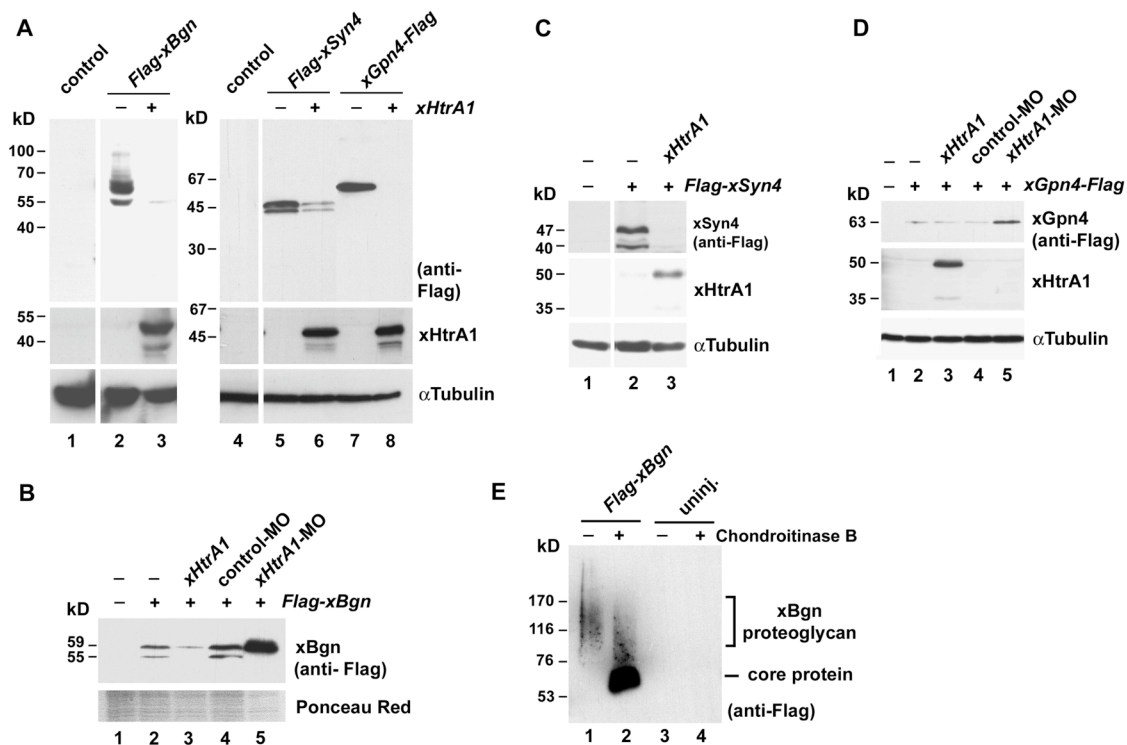 A
control
Flag-xBgn
control
Flag-xSyn4
xGpn4-Flag
– + – + – + xHtrA1
kD
100
70
55
40
kD
67
45
30
(anti-
Flag)
55
40
67
45
xHtrA1
αTubulin
1 2 3 4 5 6 7 8
B
– – xHtrA1 control-MO xHtrA1-MO
– + + + + Flag-xBgn
kD
59
55
xBgn
(anti- Flag)
Ponceau Red
1 2 3 4 5
C
– – xHtrA1
– + + Flag-xSyn4
kD
47
40
xSyn4
(anti-Flag)
50
35
xHtrA1
αTubulin
1 2 3
D
– – xHtrA1 control-MO xHtrA1-MO
– + + + + xGpn4-Flag
kD
63
xGpn4
(anti-Flag)
50
35
xHtrA1
αTubulin
1 2 3 4 5
E
Flag-xBgn
uninj.
– + – + Chondroitinase B
kD
170
116
76
53
xBgn
proteoglycan
core protein
(anti-Flag)
1 2 3 4